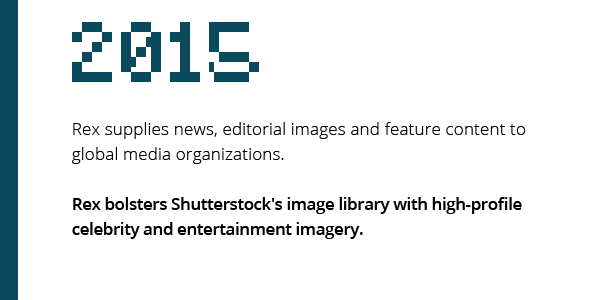 2015
Rex supplies news, editorial images and feature content to
global media organizations.
Rex bolsters Shutterstock's image library with high-profile
celebrity and entertainment imagery.